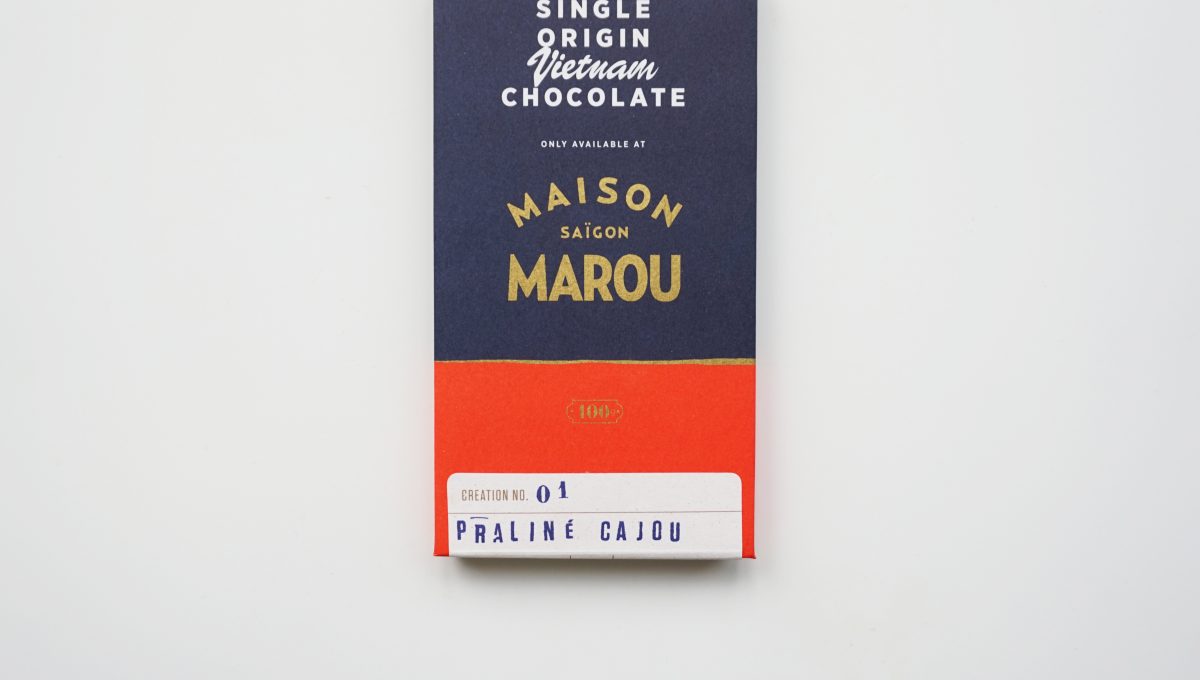 SINGLE
ORIGIN
Vietnam
CHOCOLATE
ONLY AVAILABLE AT
MAISON
SAÏGON
MAROU
100
CREATION NO. 01
PRALINÉ CAJOU